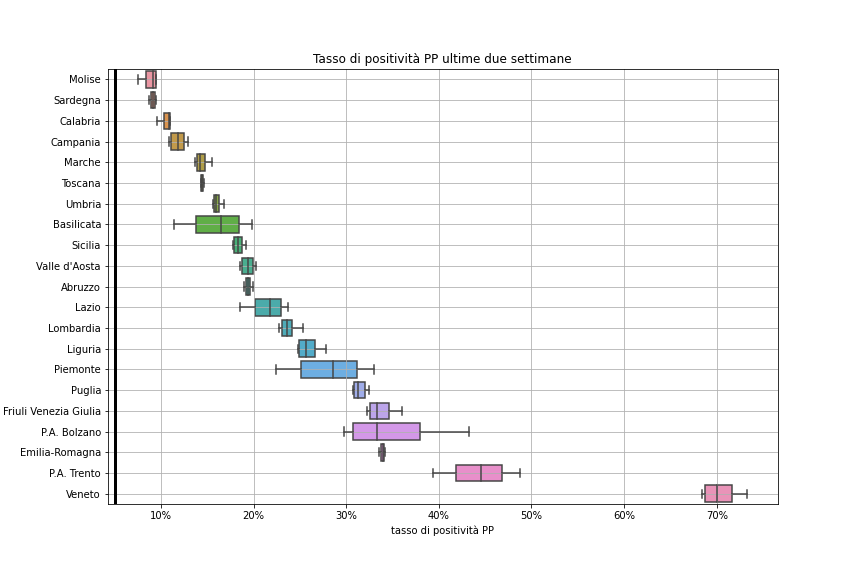 Tasso di positività PP ultime due settimane
Molise
Sardegna
Calabria
Campania
Marche
Toscana
Umbria
Basilicata
Sicilia
Valle d'Aosta
Abruzzo
Lazio
Lombardia
Liguria
Piemonte
Puglia
Friuli Venezia Giulia
P.A. Bolzano
Emilia-Romagna
P.A. Trento
Veneto
10% 20% 30% 40% 50% 60% 70%
tasso di positività PP